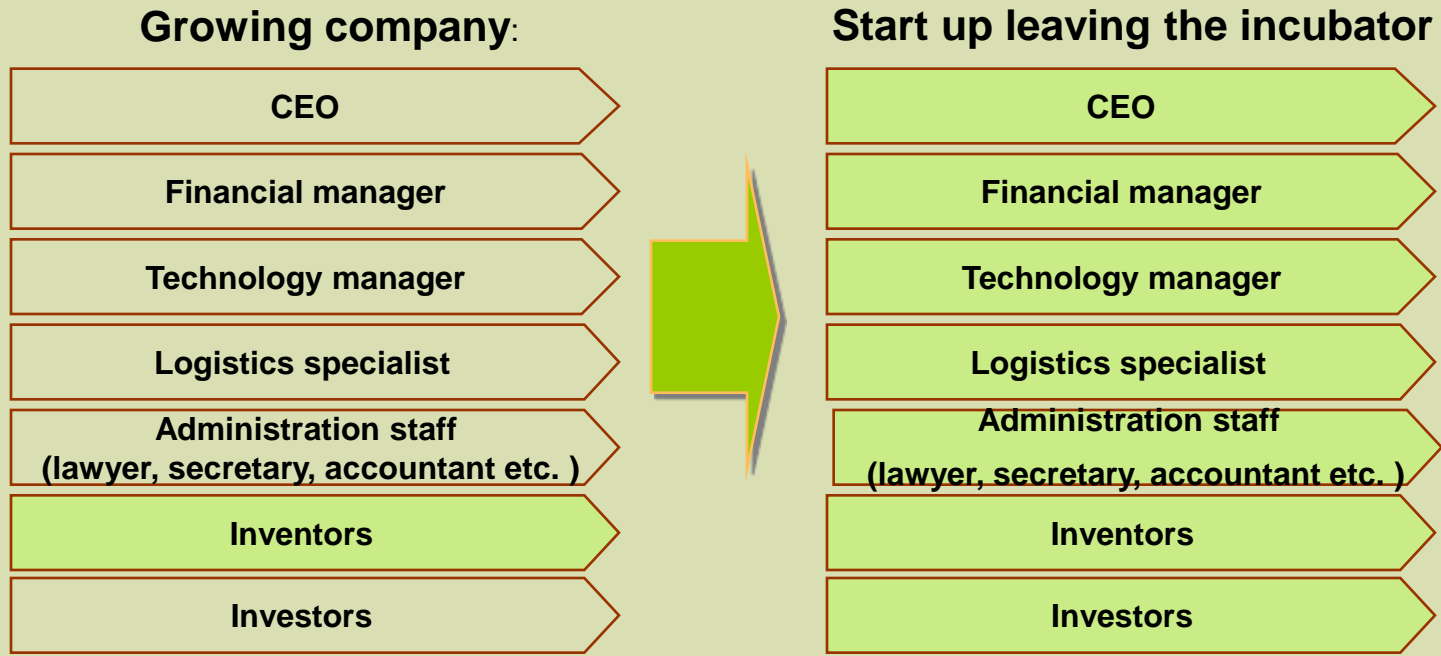 Growing company:
CEO
Financial manager
Technology manager
Logistics specialist
Administration staff
(lawyer, secretary, accountant etc. )
Inventors
Investors
Start up leaving the incubator
CEO
Financial manager
Technology manager
Logistics specialist
Administration staff
(lawyer, secretary, accountant etc. )
Inventors
Investors